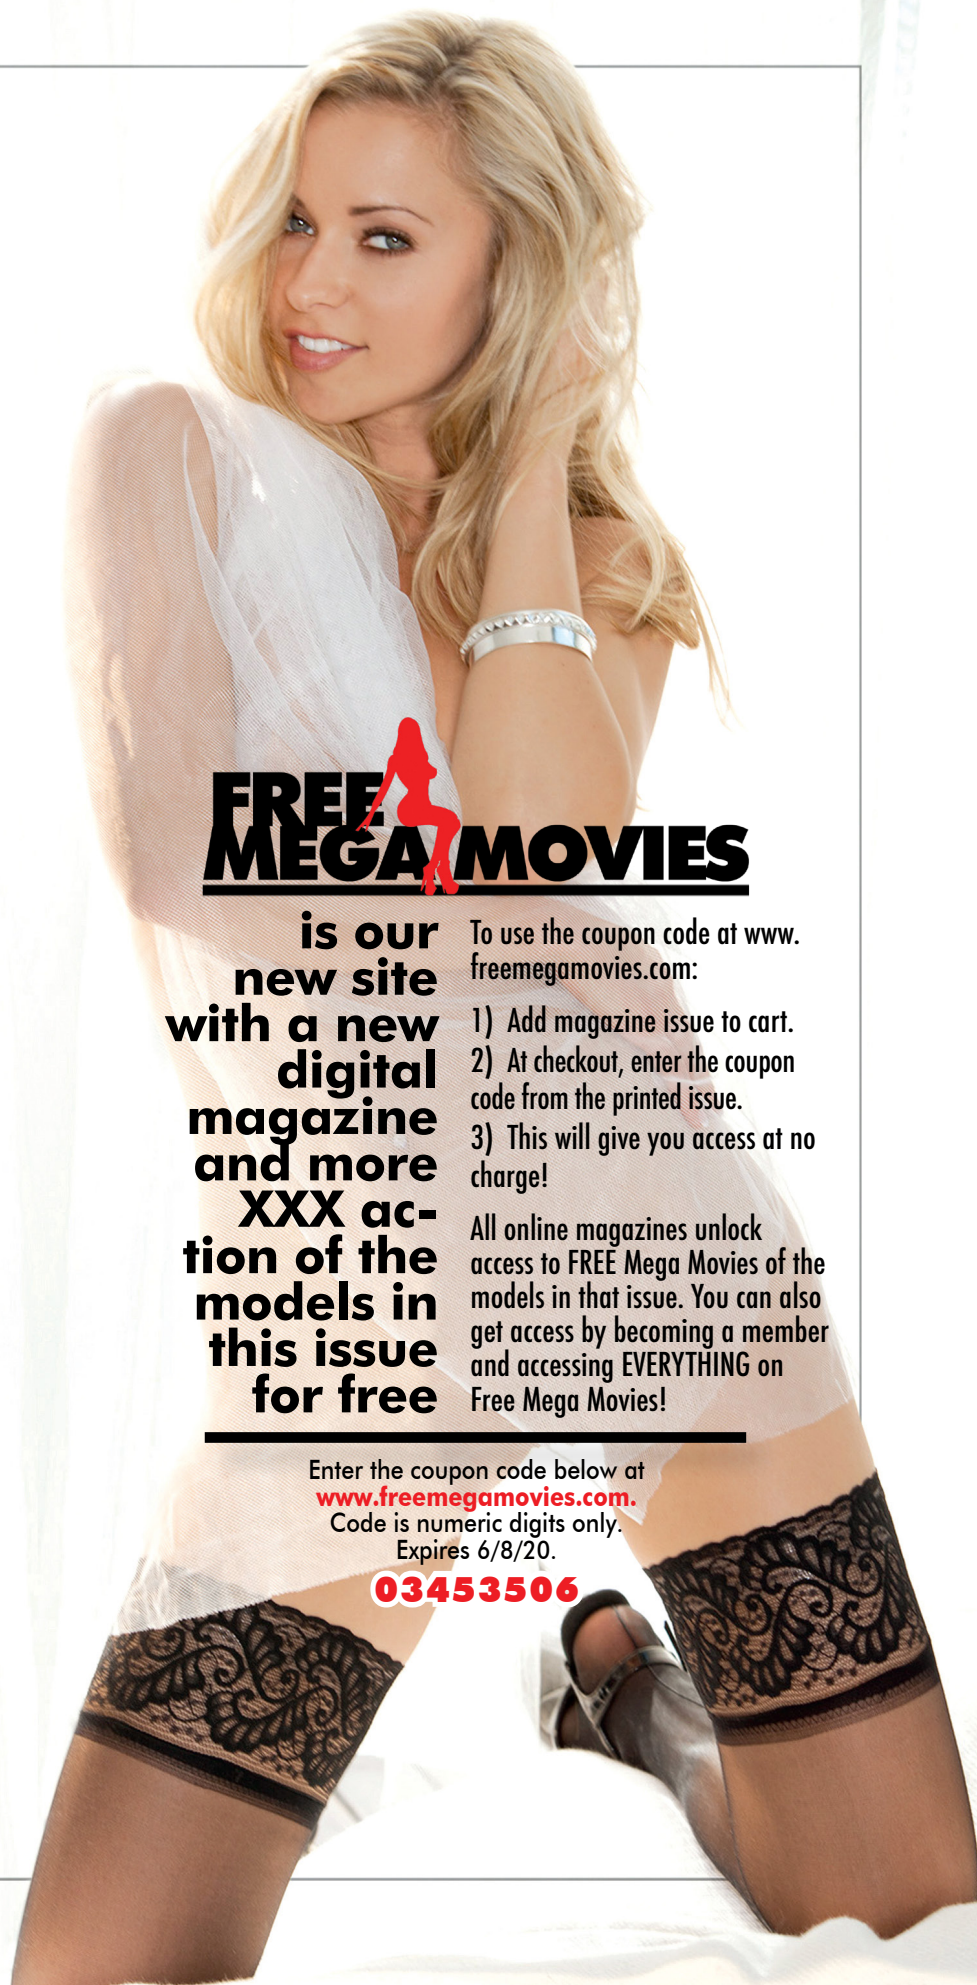 FREE
MEGA MOVIES
is our
new site
with a new
digital
magazine
and more
XXX ac-
tion of the
models in
this issue
for free
To use the coupon code at www.
freemegamovies.com:
1) Add magazine issue to cart.
2) At checkout, enter the coupon
code from the printed issue.
3) This will give you access at no
charge!
All online magazines unlock
access to FREE Mega Movies of the
models in that issue. You can also
get access by becoming a member
and accessing EVERYTHING on
Free Mega Movies!
Enter the coupon code below at
www.freemegamovies.com.
Code is numeric digits only.
Expires 6/8/20.
03453506